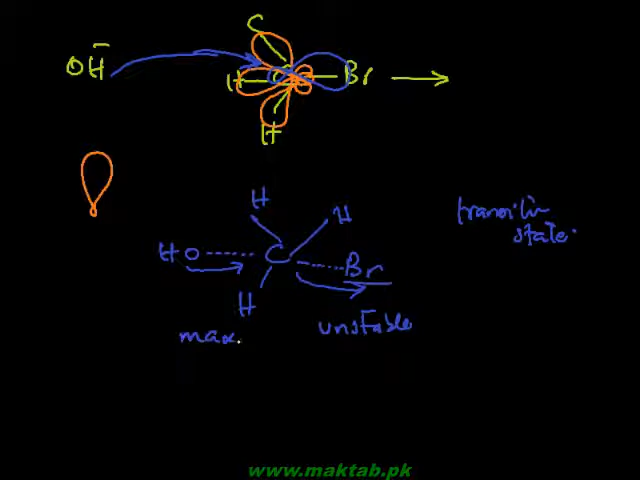 C
OH⁻ H C Br
H
H H
HO C Br
H
transition
state.
max. unstable
www.maktab.pk